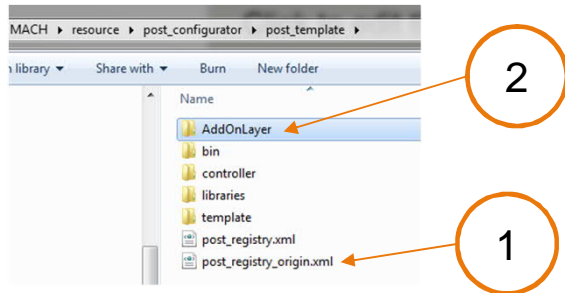 MACH ▸ resource ▸ post_configurator ▸ post_template ▸
library ▾ Share with ▾ Burn New folder
Name
2
AddOnLayer
bin
controller
libraries
template
post_registry.xml
post_registry_origin.xml
1